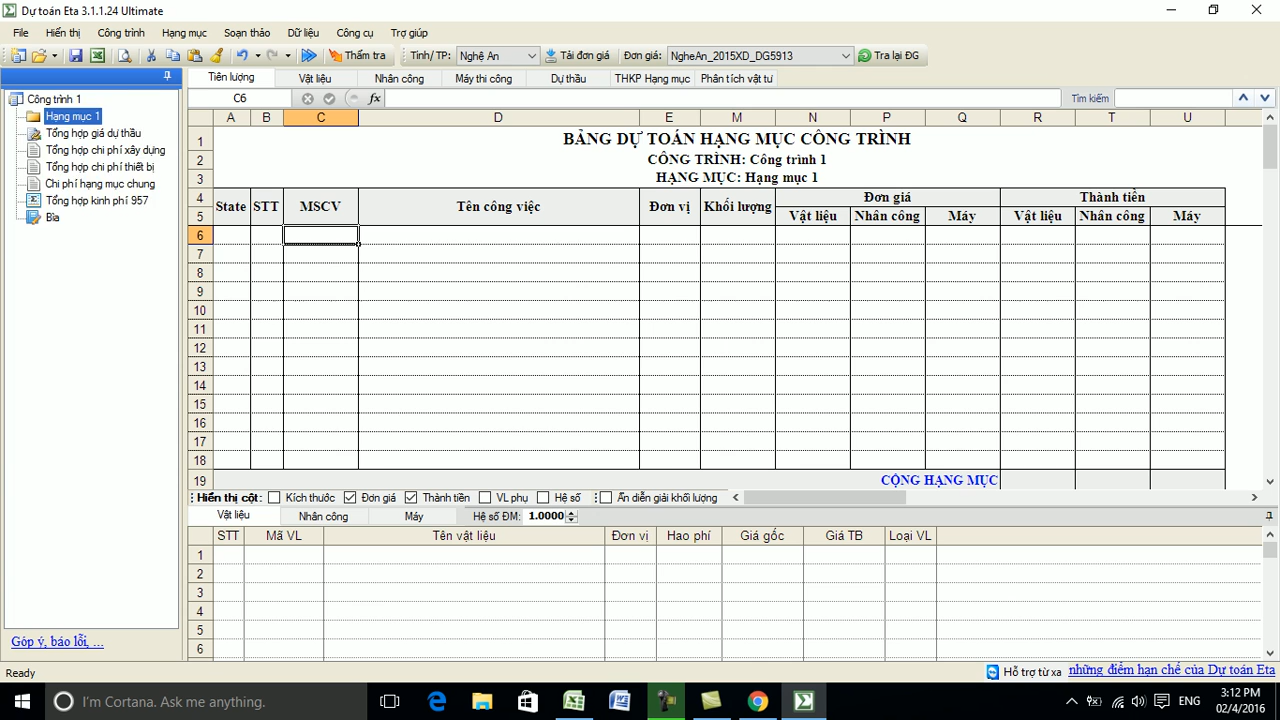 Dự toán Eta 3.1.1.24 Ultimate
File Hiển thị Công trình Hạng mục Soạn thảo Dữ liệu Công cụ Trợ giúp
Thẩm tra Tỉnh/ TP: Nghệ An Tải đơn giá Đơn giá: NgheAn_2015XD_DG5913 Tra lại ĐG
Tiên lượng Vật liệu Nhân công Máy thi công Dự thầu THKP Hạng mục Phân tích vật tư
C6 fx Tìm kiếm
Công trình 1
Hạng mục 1
Tổng hợp giá dự thầu
Tổng hợp chi phí xây dựng
Tổng hợp chi phí thiết bị
Chi phí hạng mục chung
Tổng hợp kinh phí 957
Bìa
Góp ý, báo lỗi, ...
A B C D E M N P Q R T U
1 BẢNG DỰ TOÁN HẠNG MỤC CÔNG TRÌNH
2 CÔNG TRÌNH: Công trình 1
3 HẠNG MỤC: Hạng mục 1
4 State STT MSCV Tên công việc Đơn vị Khối lượng Đơn giá Thành tiền
5 Vật liệu Nhân công Máy Vật liệu Nhân công Máy
6
7
8
9
10
11
12
13
14
15
16
17
18
19 CỘNG HẠNG MỤC
Hiển thị cột: Kích thước Đơn giá Thành tiền VL phụ Hệ số Ẩn diễn giải khối lượng
Vật liệu Nhân công Máy Hệ số ĐM: 1.0000
STT Mã VL Tên vật liệu Đơn vị Hao phí Giá gốc Giá TB Loại VL
1
2
3
4
5
6
Ready Hỗ trợ từ xa những điểm hạn chế của Dự toán Eta
I'm Cortana. Ask me anything. ENG 3:12 PM
02/4/2016